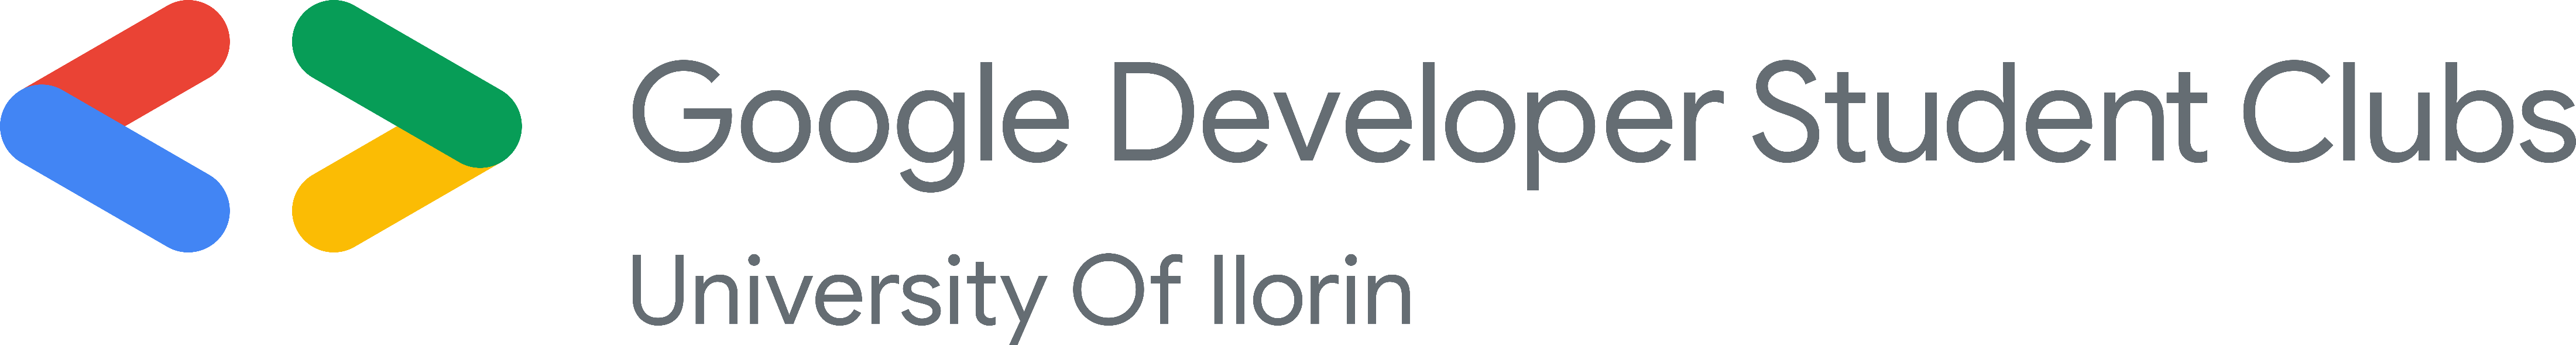 Google Developer Student Clubs
University Of Ilorin